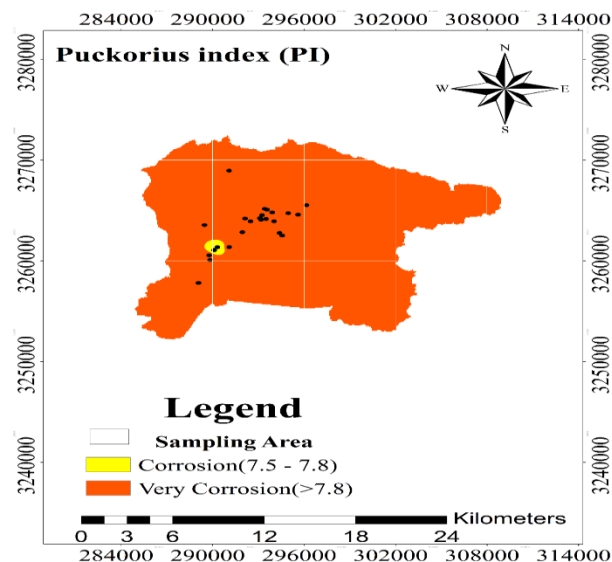 284000 290000 296000 302000 308000 314000
Puckorius index (PI)
N
W E
S
3280000 3280000
3270000 3270000
3260000 3260000
3250000 3250000
3240000 3240000
Legend
Sampling Area
Corrosion(7.5 - 7.8)
Very Corrosion(>7.8)
Kilometers
0 3 6 12 18 24
284000 290000 296000 302000 308000 314000